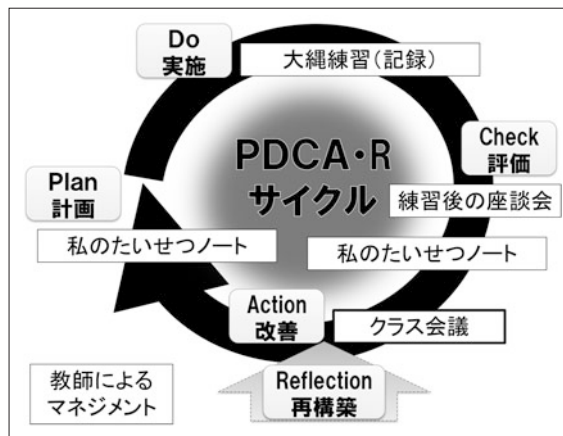 Do
実施
大縄練習(記録)
PDCA・R
サイクル
Check
評価
練習後の座談会
Plan
計画
私のたいせつノート
私のたいせつノート
Action
改善
クラス会議
Reflection
再構築
教師による
マネジメント